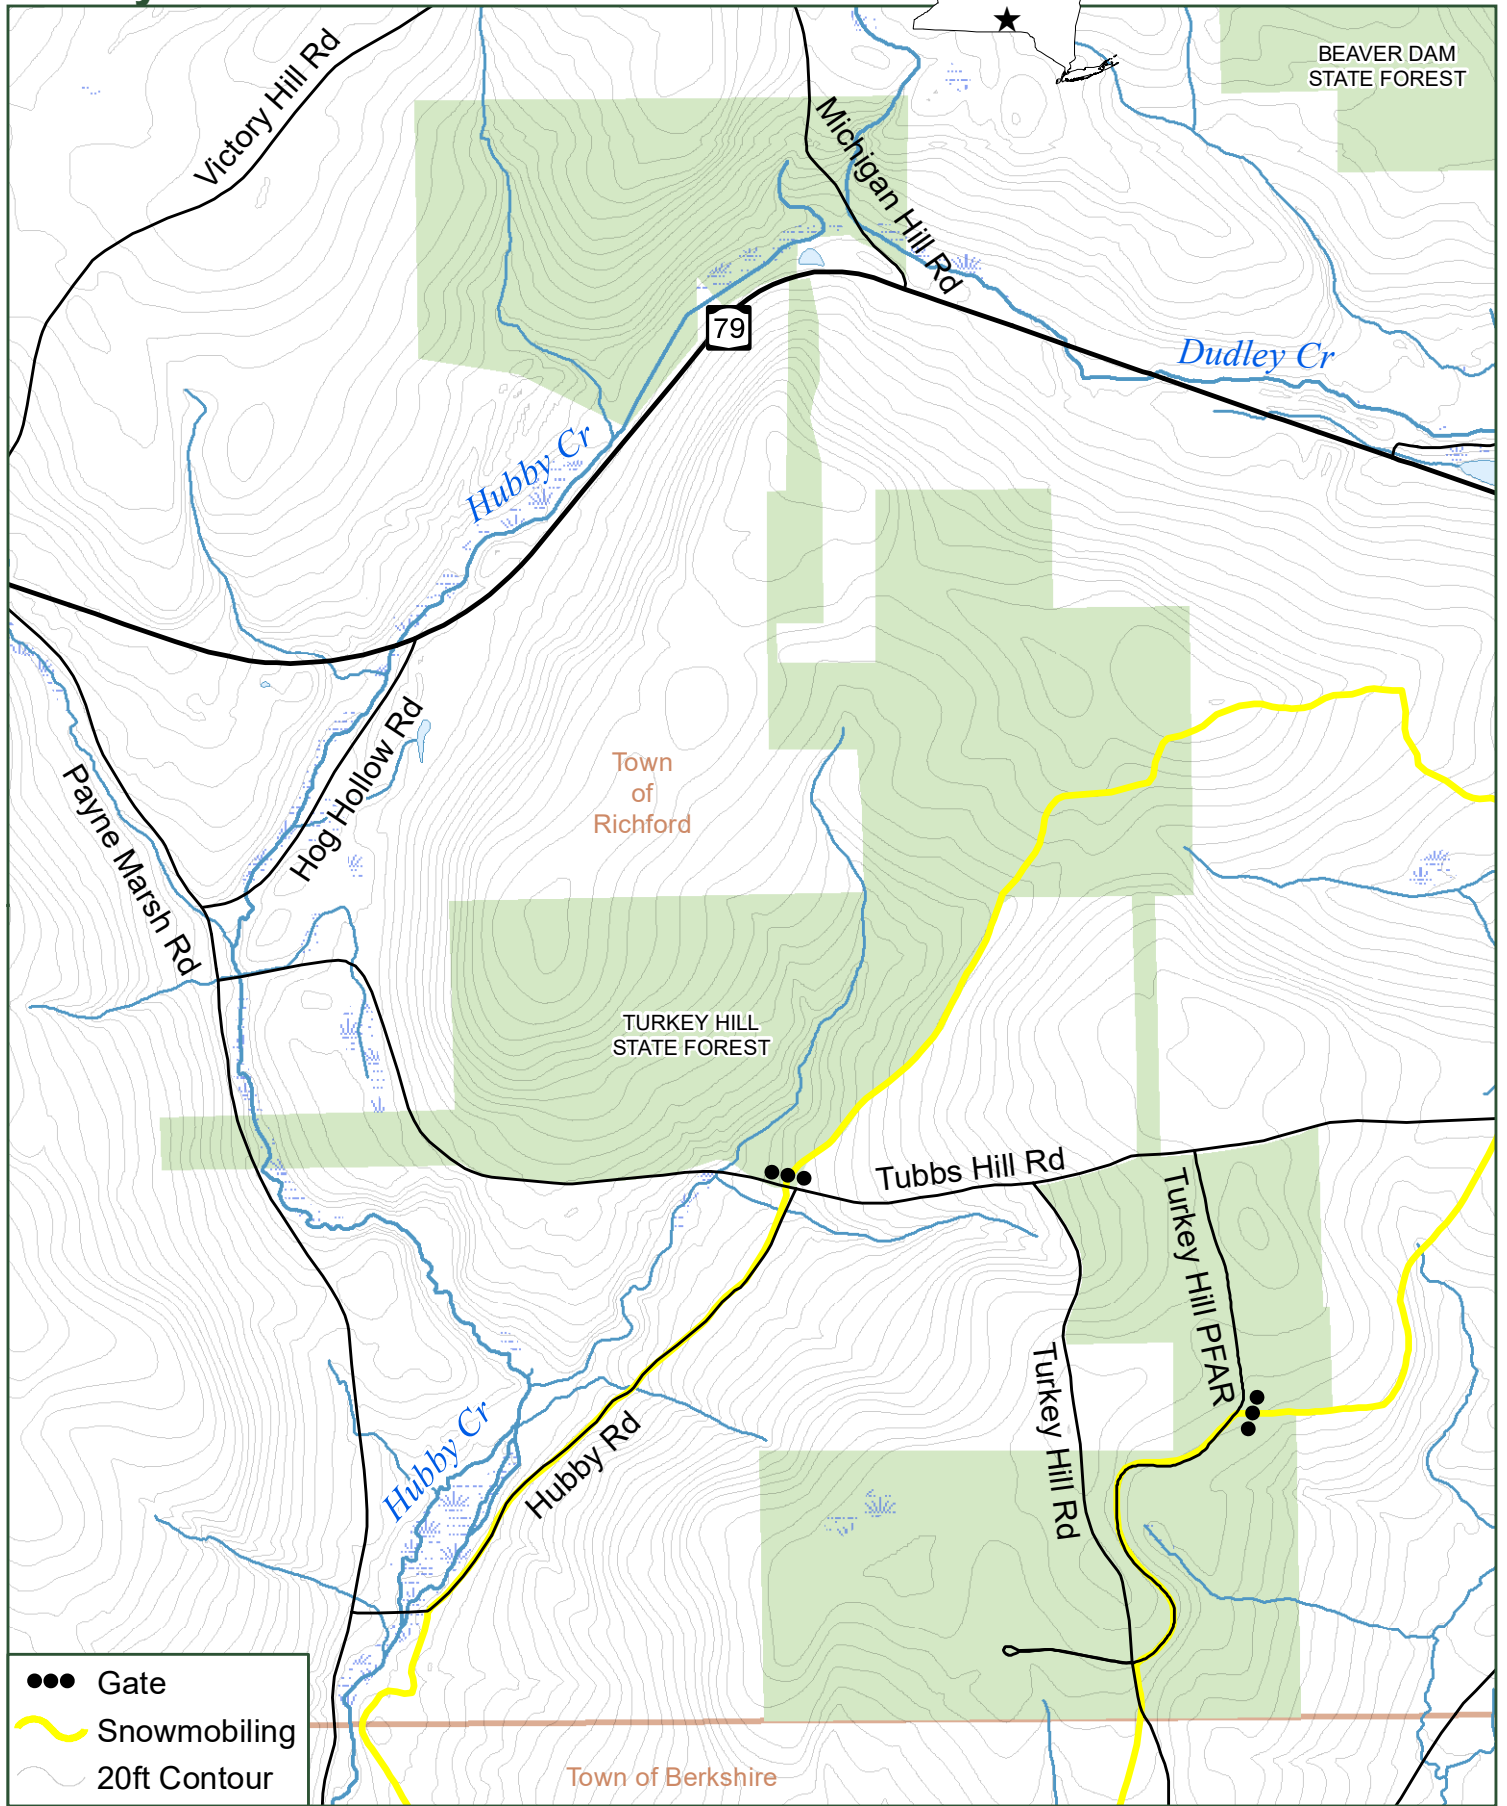 BEAVER DAM
STATE FOREST
Victory Hill Rd
Michigan Hill Rd
79
Dudley Cr
Hubby Cr
Hog Hollow Rd
Payne Marsh Rd
Town
of
Richford
TURKEY HILL
STATE FOREST
Tubbs Hill Rd
Turkey Hill PFAR
Turkey Hill Rd
Hubby Cr
Hubby Rd
Gate
Snowmobiling
20ft Contour
Town of Berkshire